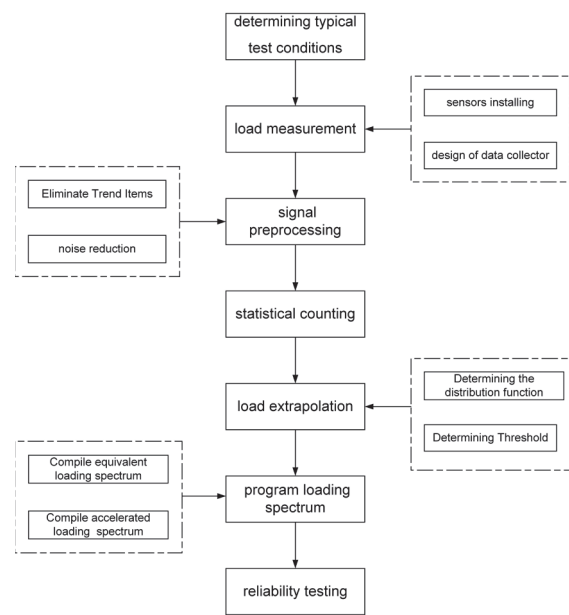 determining typical
test conditions
load measurement
sensors installing
design of data collector
Eliminate Trend Items
noise reduction
signal
preprocessing
statistical counting
load extrapolation
Determining the
distribution function
Determining Threshold
Compile equivalent
loading spectrum
Compile accelerated
loading spectrum
program loading
spectrum
reliability testing